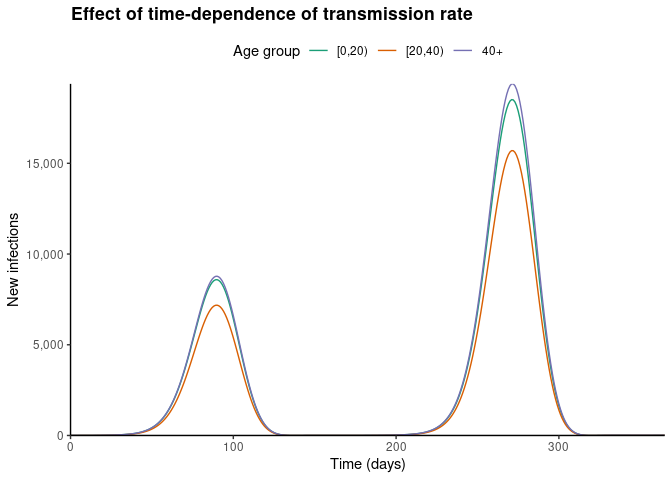 Effect of time-dependence of transmission rate
Age group [0,20) [20,40) 40+
New infections
15,000
10,000
5,000
0
0 100 200 300
Time (days)